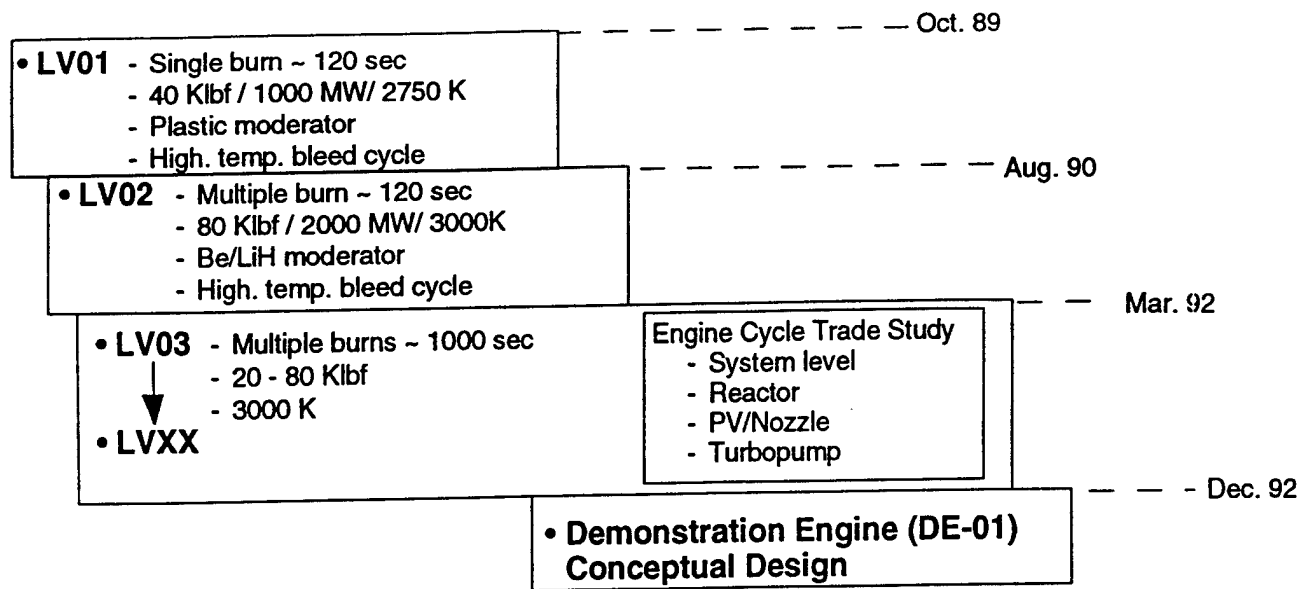 Oct. 89
• LV01 - Single burn ~ 120 sec
- 40 Klbf / 1000 MW/ 2750 K
- Plastic moderator
- High. temp. bleed cycle
Aug. 90
• LV02 - Multiple burn ~ 120 sec
- 80 Klbf / 2000 MW/ 3000K
- Be/LiH moderator
- High. temp. bleed cycle
Mar. 92
• LV03 - Multiple burns ~ 1000 sec
- 20 - 80 Klbf
- 3000 K
• LVXX
Engine Cycle Trade Study
- System level
- Reactor
- PV/Nozzle
- Turbopump
Dec. 92
• Demonstration Engine (DE-01)
Conceptual Design